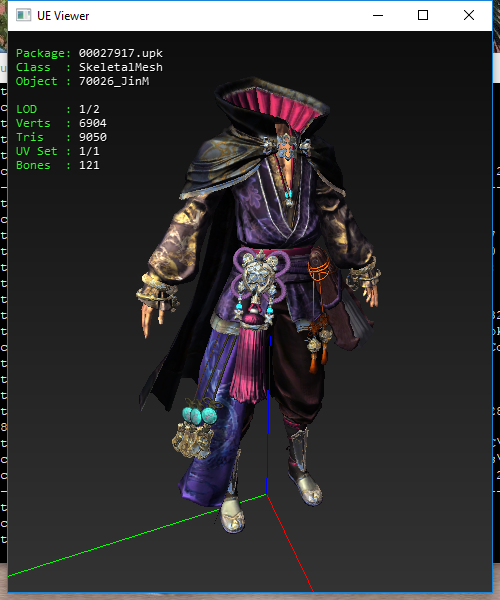 UE Viewer
Package: 00027917.upk
Class : SkeletalMesh
Object : 70026_JinM
LOD : 1/2
Verts : 6904
Tris : 9050
UV Set : 1/1
Bones : 121